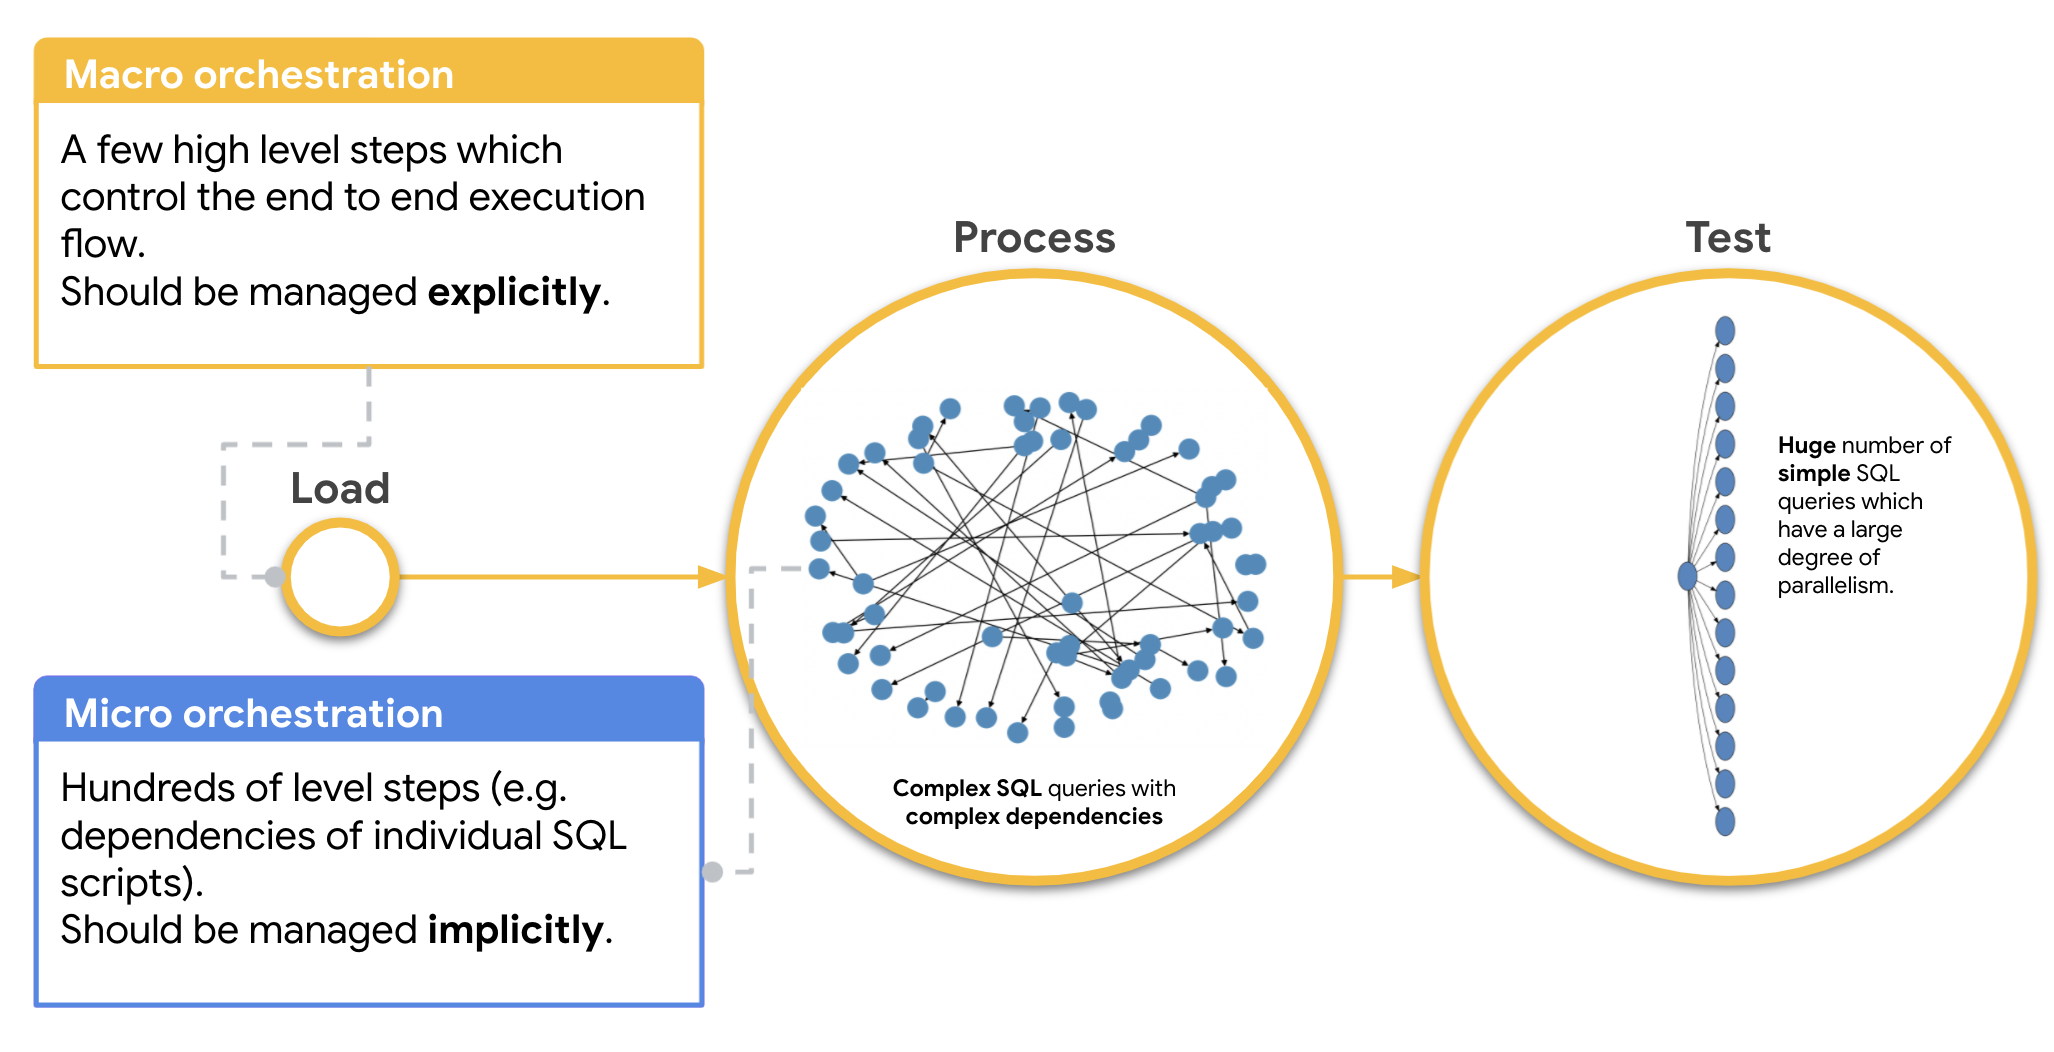 Macro orchestration
A few high level steps which
control the end to end execution
flow.
Should be managed explicitly.
Load
Micro orchestration
Hundreds of level steps (e.g.
dependencies of individual SQL
scripts).
Should be managed implicitly.
Process
Complex SQL queries with
complex dependencies
Test
Huge number of
simple SQL
queries which
have a large
degree of
parallelism.